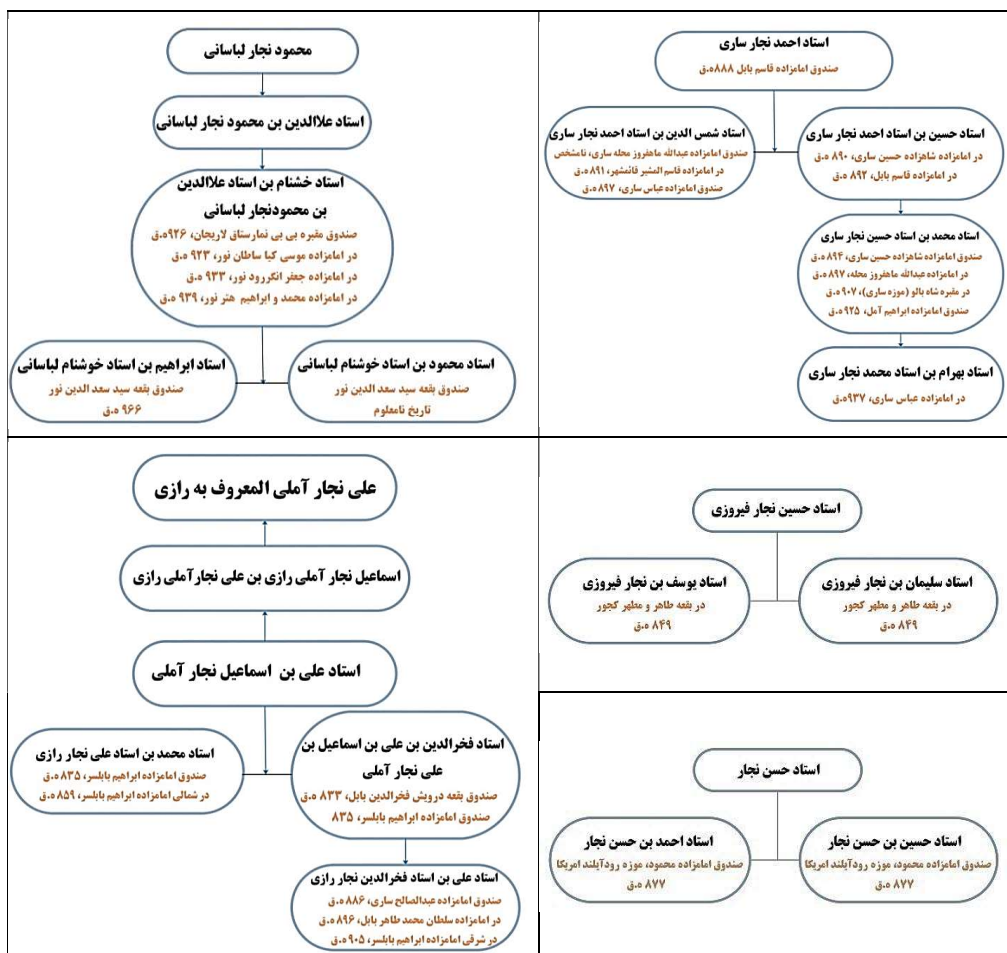 استاد احمد نجار ساری
صندوق امامزاده قاسم بابل ۸۸۸ ه.ق
استاد حسین بن استاد احمد نجار ساری
در امامزاده شاهزاده حسین ساری، ۸۹۰ ه.ق
در امامزاده قاسم بابل، ۸۹۲ ه.ق
استاد شمس الدین بن استاد احمد نجار ساری
صندوق امامزاده عبدالله ماهفروز محله ساری، نامشخص
در امامزاده قاسم المشیر قائمشهر، ۸۹۱ ه.ق
صندوق امامزاده عباس ساری، ۸۹۷ ه.ق
استاد محمد بن استاد حسین نجار ساری
صندوق امامزاده شاهزاده حسین ساری، ۸۹۴ ه.ق
در امامزاده عبدالله ماهفروز محله، ۸۹۷ ه.ق
در مقبره شاه بالو (موزه ساری)، ۹۰۷ ه.ق
صندوق امامزاده ابراهیم آمل، ۹۲۵ ه.ق
استاد بهرام بن استاد محمد نجار ساری
در امامزاده عباس ساری، ۹۳۷ ه.ق
محمود نجار لباسانی
استاد علاالدین بن محمود نجار لباسانی
استاد خشنام بن استاد علاالدین
بن محمودنجار لباسانی
صندوق مقبره بی بی نمارستاق لاریجان، ۹۲۶ ه.ق
در امامزاده موسی کیا سلطان نور، ۹۲۳ ه.ق
در امامزاده جعفر انگررود نور، ۹۳۳ ه.ق
در امامزاده محمد و ابراهیم هتر نور، ۹۳۹ ه.ق
استاد محمود بن استاد خوشنام لباسانی
صندوق بقعه سید سعد الدین نور
تاریخ نامعلوم
استاد ابراهیم بن استاد خوشنام لباسانی
صندوق بقعه سید سعد الدین نور
۹۶۶ ه.ق
استاد حسین نجار فیروزی
استاد سلیمان بن نجار فیروزی
در بقعه طاهر و مطهر کجور
۸۴۹ ه.ق
استاد یوسف بن نجار فیروزی
در بقعه طاهر و مطهر کجور
۸۴۹ ه.ق
استاد حسن نجار
استاد حسین بن حسن نجار
صندوق امامزاده محمود، موزه رودآیلند امریکا
۸۷۷ ه.ق
استاد احمد بن حسن نجار
صندوق امامزاده محمود، موزه رودآیلند امریکا
۸۷۷ ه.ق
علی نجار آملی المعروف به رازی
اسماعیل نجار آملی رازی بن علی نجارآملی رازی
استاد علی بن اسماعیل نجار آملی
استاد فخرالدین بن علی بن اسماعیل بن
علی نجار آملی
صندوق بقعه درویش فخرالدین بابل، ۸۳۳ ه.ق
صندوق امامزاده ابراهیم بابلسر، ۸۳۵
استاد محمد بن استاد علی نجار رازی
صندوق امامزاده ابراهیم بابلسر، ۸۳۵ ه.ق
در شمالی امامزاده ابراهیم بابلسر، ۸۵۹ ه.ق
استاد علی بن استاد فخرالدین نجار رازی
صندوق امامزاده عبدالصالح ساری، ۸۸۶ ه.ق
در امامزاده سلطان محمد طاهر بابل، ۸۹۶ ه.ق
در شرقی امامزاده ابراهیم بابلسر، ۹۰۵ ه.ق